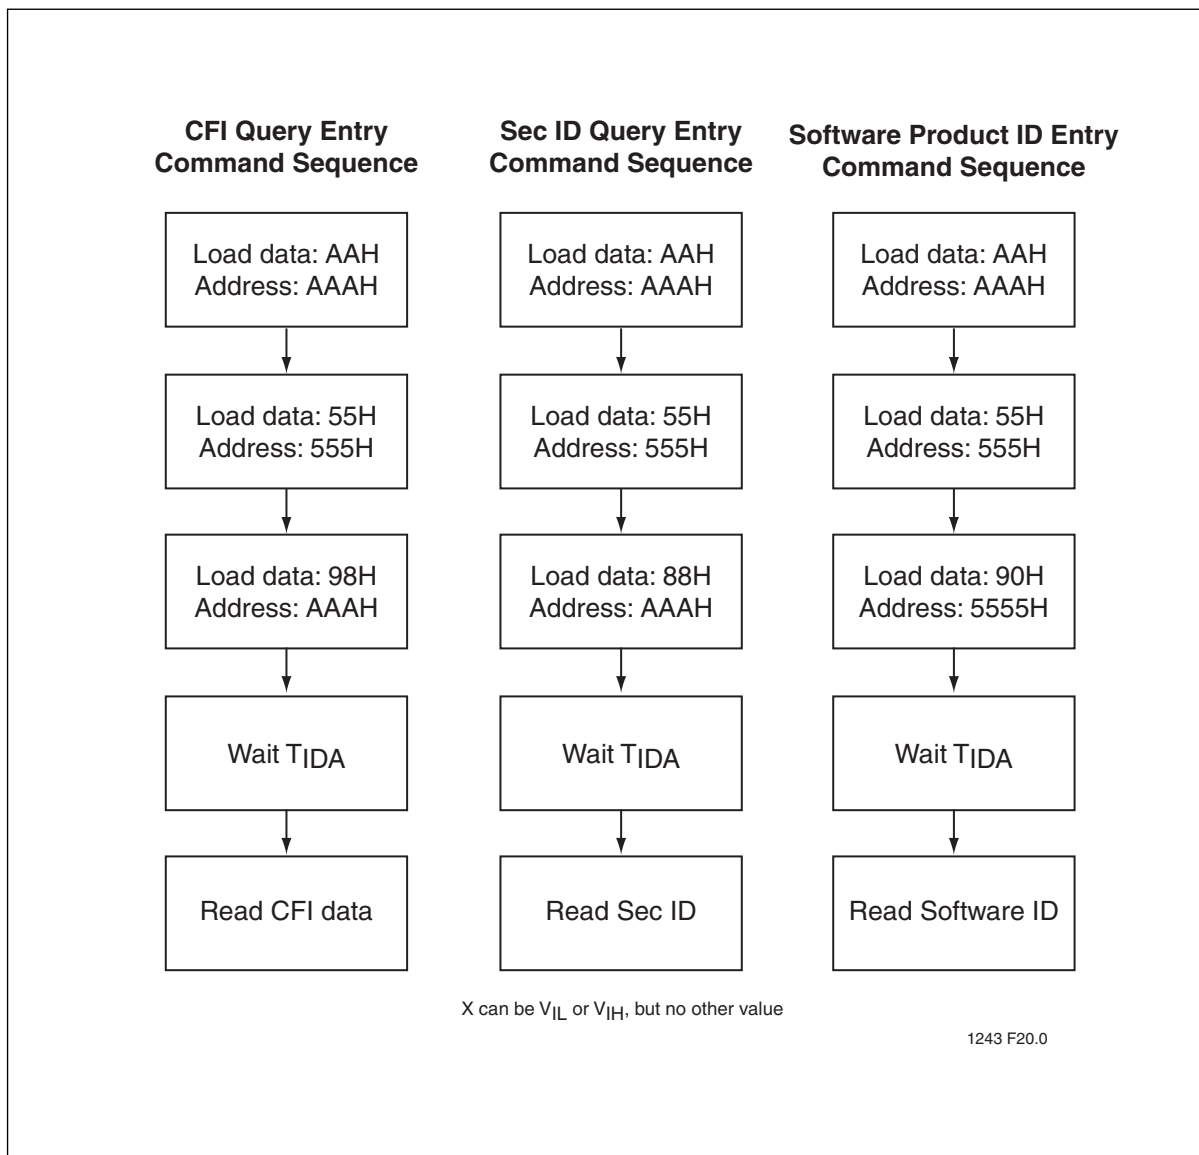 CFI Query Entry
Command Sequence
Load data: AAH
Address: AAAH
Load data: 55H
Address: 555H
Load data: 98H
Address: AAAH
Wait TIDA
Read CFI data
Sec ID Query Entry
Command Sequence
Load data: AAH
Address: AAAH
Load data: 55H
Address: 555H
Load data: 88H
Address: AAAH
Wait TIDA
Read Sec ID
Software Product ID Entry
Command Sequence
Load data: AAH
Address: AAAH
Load data: 55H
Address: 555H
Load data: 90H
Address: 5555H
Wait TIDA
Read Software ID
X can be VIL or VIH, but no other value
1243 F20.0